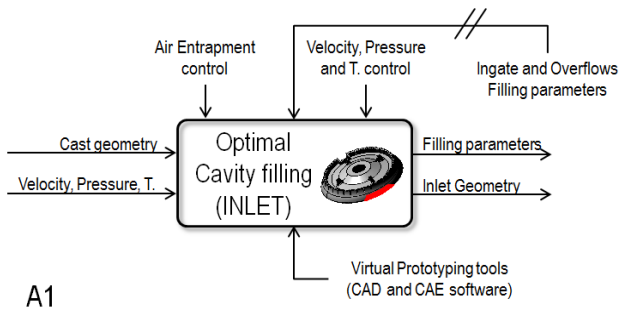 Air Entrapment
control
Velocity, Pressure
and T. control
Ingate and Overflows
Filling parameters
Cast geometry
Velocity, Pressure, T.
Optimal
Cavity filling
(INLET)
Filling parameters
Inlet Geometry
Virtual Prototyping tools
(CAD and CAE software)
A1